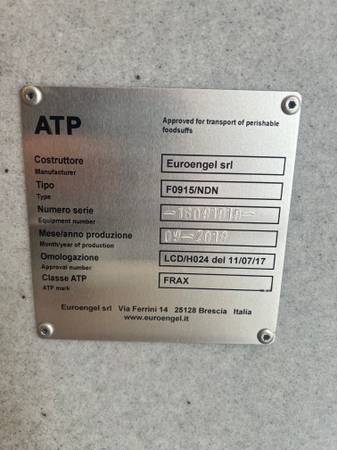 ATP
Approved for transport of perishable
foodsuffs
Costruttore
Manufacturer
Euroengel srl
Tipo
Type
F0915/NDN
Numero serie
Equipment number
Mese/anno produzione
Month/year of production
Omologazione
Approval number
LCD/H024 del 11/07/17
Classe ATP
ATP mark
FRAX
Euroengel srl Via Ferrini 14 25128 Brescia Italia
www.euroengel.it